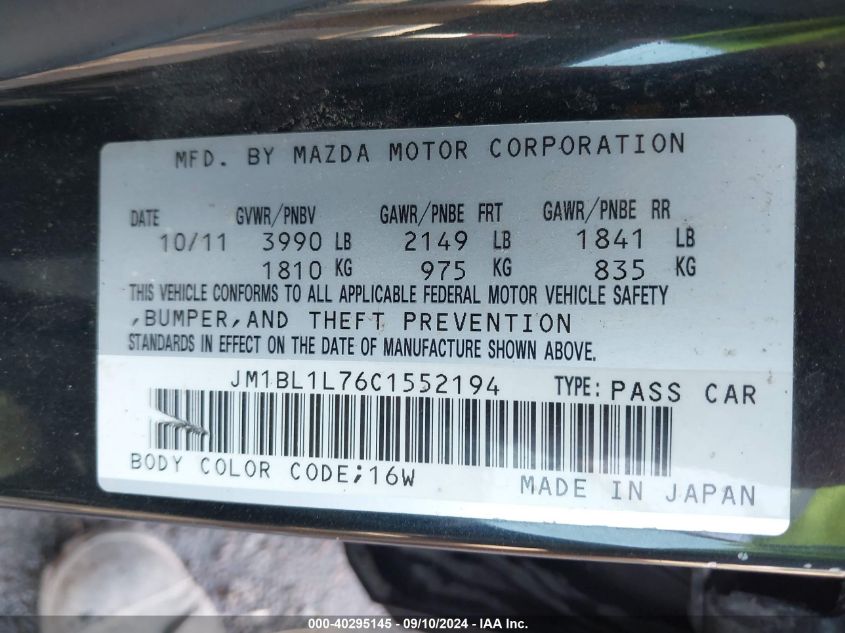 MFD. BY MAZDA MOTOR CORPORATION
DATE GVWR/PNBV GAWR/PNBE FRT GAWR/PNBE RR
10/11 3990 LB 2149 LB 1841 LB
1810 KG 975 KG 835 KG
THIS VEHICLE CONFORMS TO ALL APPLICABLE FEDERAL MOTOR VEHICLE SAFETY
,BUMPER,AND THEFT PREVENTION
STANDARDS IN EFFECT ON THE DATE OF MANUFACTURE SHOWN ABOVE.
JM1BL1L76C1552194 TYPE: PASS CAR
BODY COLOR CODE;16W
MADE IN JAPAN
000-40295145 - 09/10/2024 - IAA Inc.